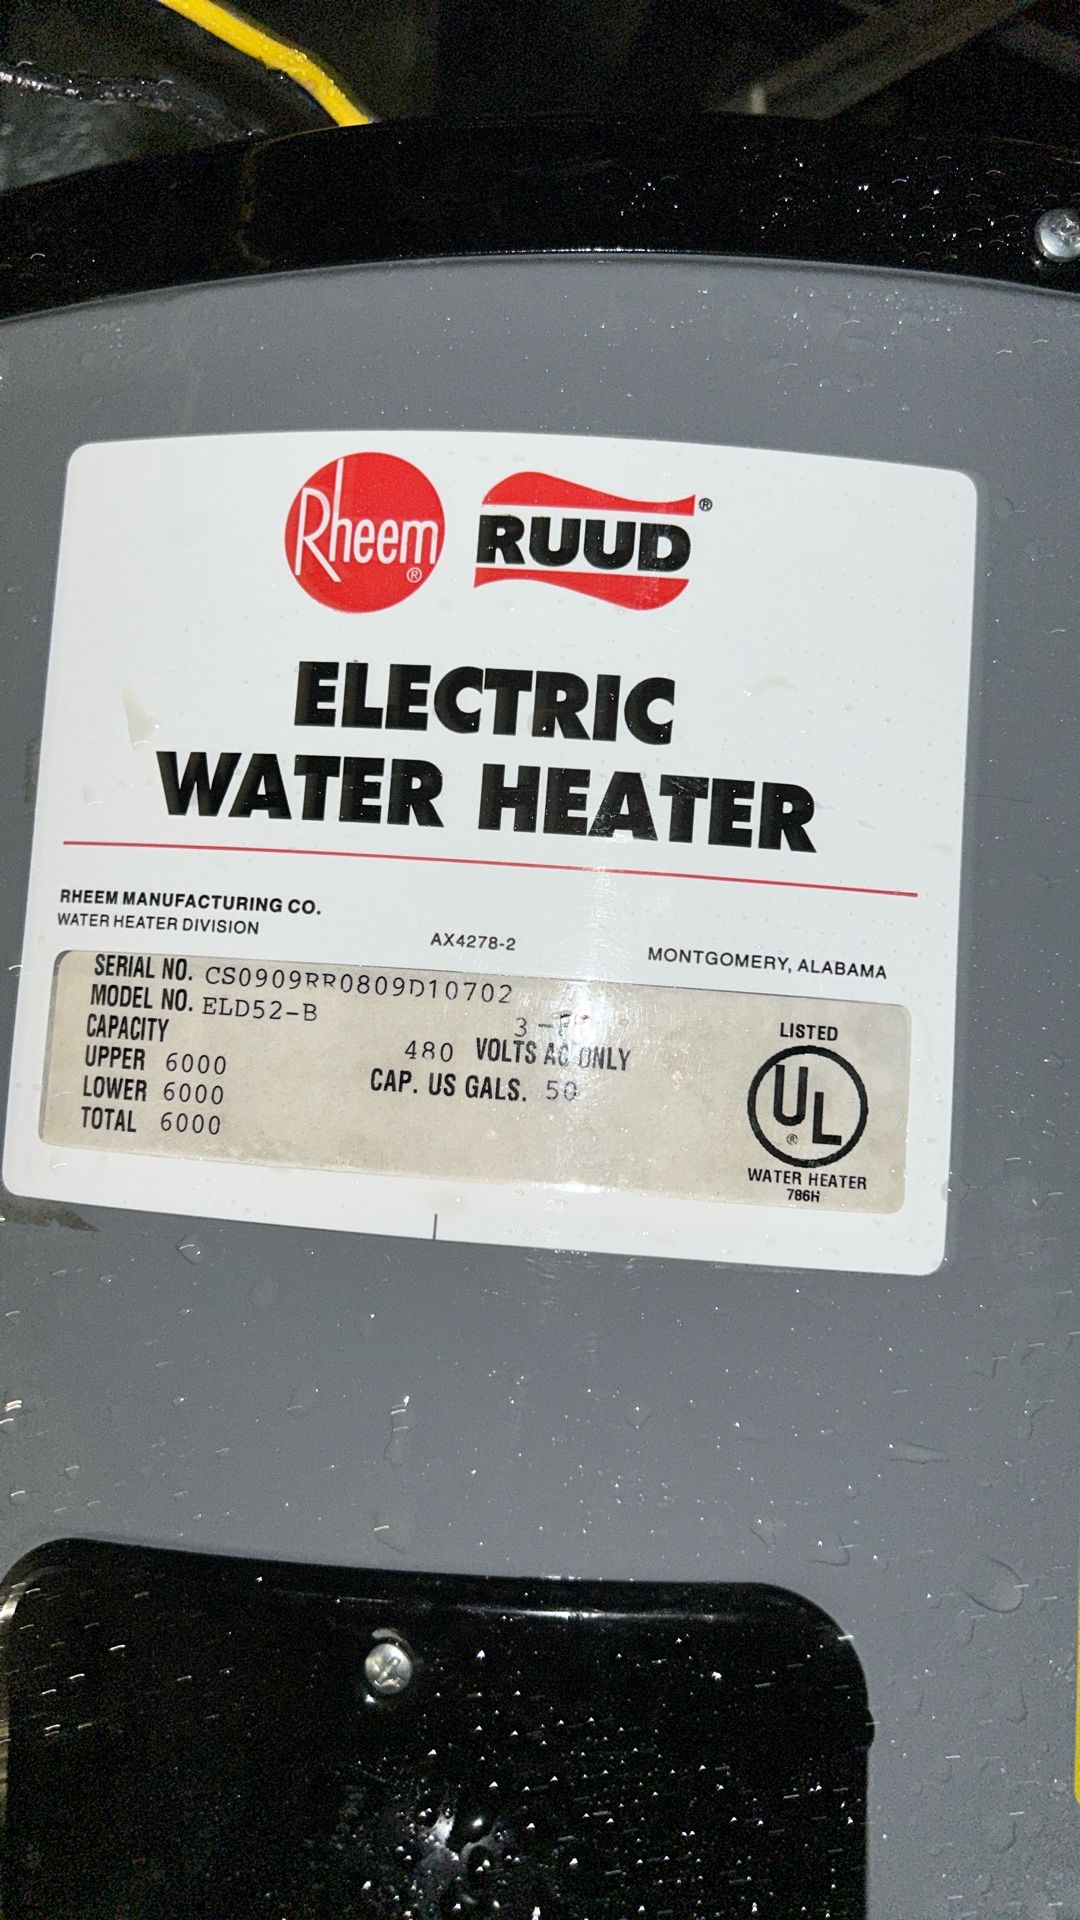 Rheem®
RUUD®
ELECTRIC
WATER HEATER
RHEEM MANUFACTURING CO.
WATER HEATER DIVISION
AX4278-2
MONTGOMERY, ALABAMA
SERIAL NO. CS0909RR0809D10702
MODEL NO. ELD52-B
CAPACITY
UPPER 6000
LOWER 6000
TOTAL 6000
480 VOLTS AC ONLY
CAP. US GALS. 50
LISTED
UL®
WATER HEATER
786H